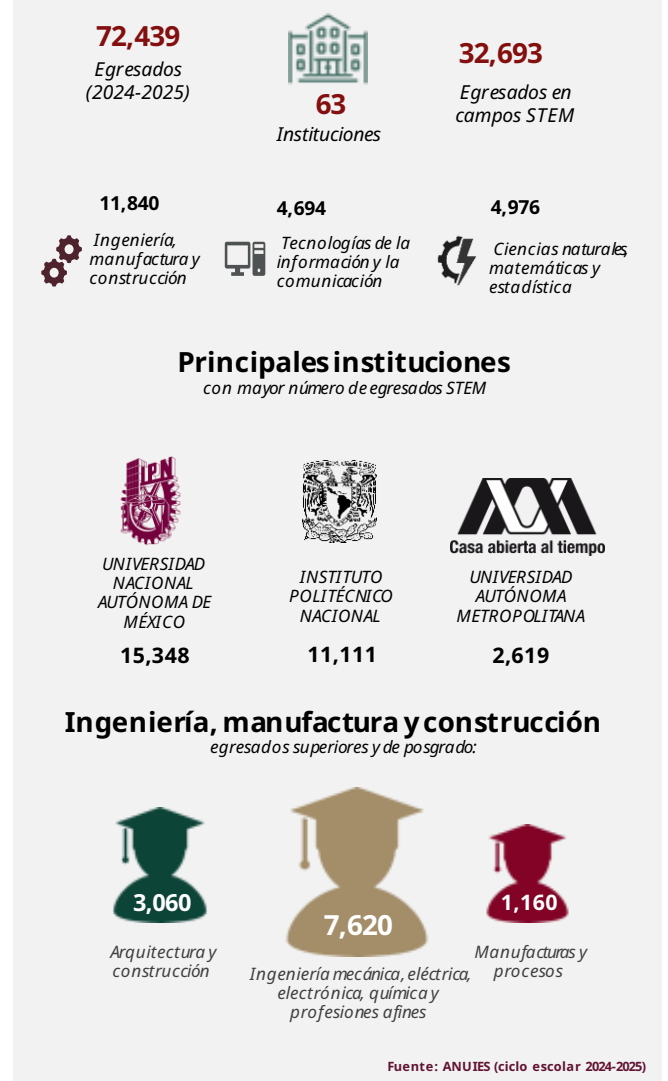 72,439
Egresados
(2024-2025)
63
Instituciones
32,693
Egresados en
campos STEM
11,840
Ingeniería,
manufactura y
construcción
4,694
Tecnologías de la
información y la
comunicación
4,976
Ciencias naturales,
matemáticas y
estadística
Principales instituciones
con mayor número de egresados STEM
I.P.N
UNIVERSIDAD
NACIONAL
AUTÓNOMA DE
MÉXICO
15,348
INSTITUTO
POLITÉCNICO
NACIONAL
11,111
Casa abierta al tiempo
UNIVERSIDAD
AUTÓNOMA
METROPOLITANA
2,619
Ingeniería, manufactura y construcción
egresados superiores y de posgrado:
3,060
Arquitectura y
construcción
7,620
Ingeniería mecánica, eléctrica,
electrónica, química y
profesiones afines
1,160
Manufacturas y
procesos
Fuente: ANUIES (ciclo escolar 2024-2025)